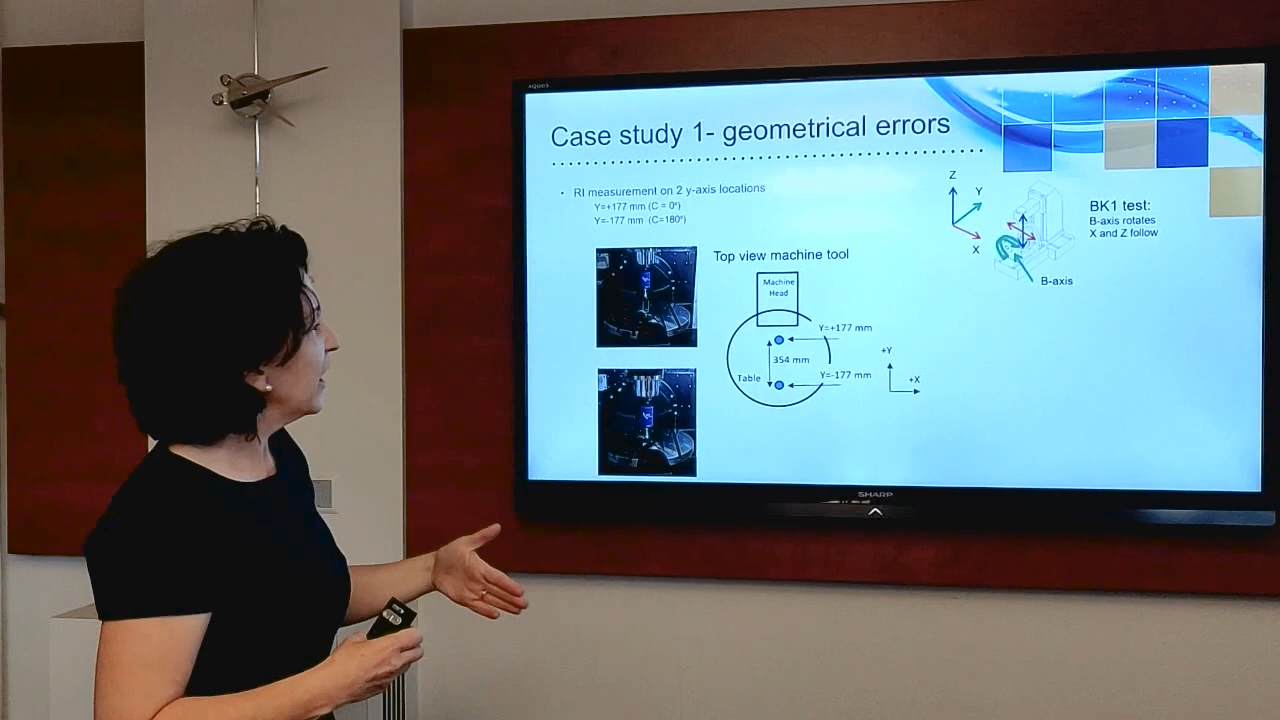 AQUOS
Case study 1- geometrical errors
• RI measurement on 2 y-axis locations
Y=+177 mm (C = 0°)
Y=-177 mm (C=180°)
Top view machine tool
Machine
Head
Y=+177 mm
354 mm
Table
Y=-177 mm
+Y
+X
Z
Y
X
BK1 test:
B-axis rotates
X and Z follow
B-axis
SHARP